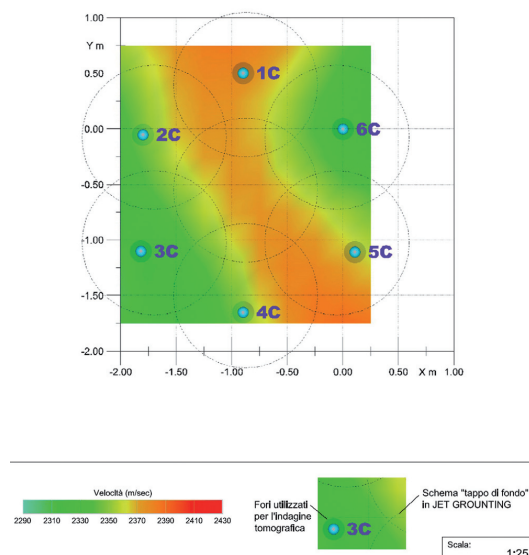 1.00
Y m
0.50
0.00
-0.50
-1.00
-1.50
-2.00
1C
2C
6C
3C
5C
4C
-2.00 -1.50 -1.00 -0.50 0.00 0.50 X m 1.00
Velocità (m/sec)
2290 2310 2330 2350 2370 2390 2410 2430
Fori utilizzati
per l'indagine
tomografica
3C
Schema "tappo di fondo"
in JET GROUNTING
Scala:
1:25